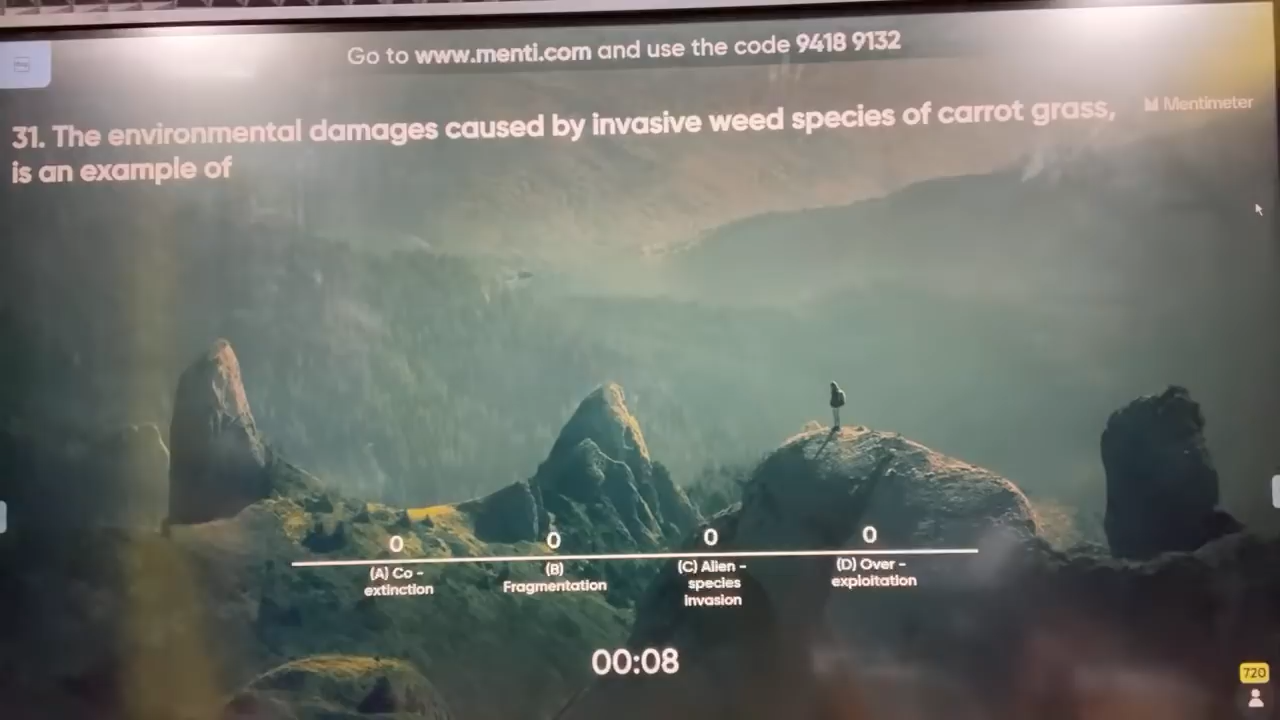 Go to www.menti.com and use the code 9418 9132
Mentimeter
31. The environmental damages caused by invasive weed species of carrot grass,
is an example of
0
0
0
0
(A) Co -
extinction
(B)
Fragmentation
(C) Alien -
species
invasion
(D) Over -
exploitation
00:08
720